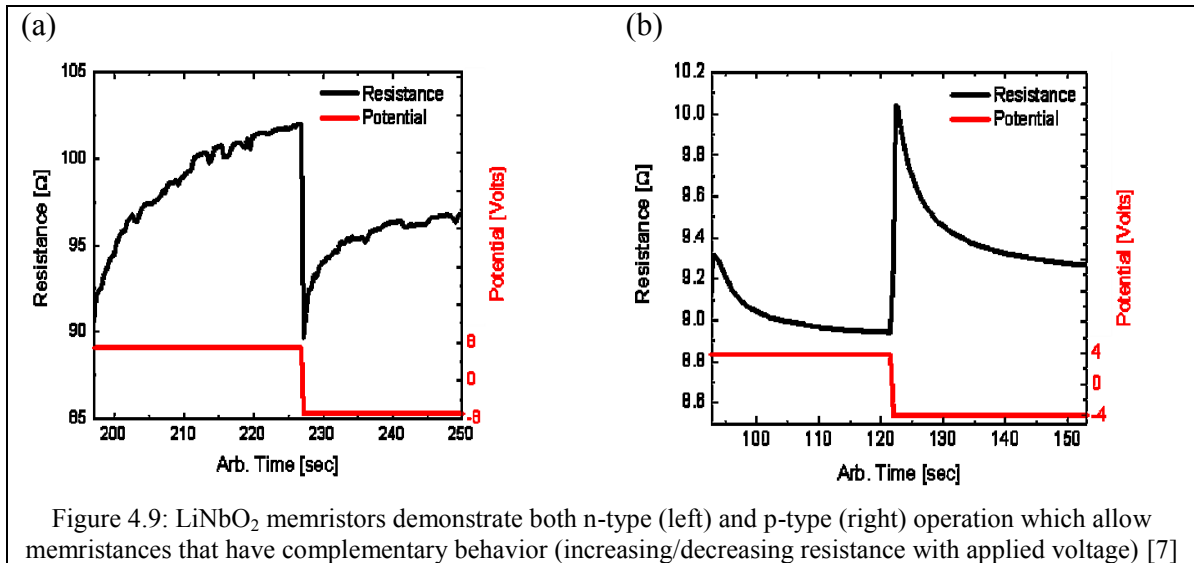 (a)
(b)
105
100
95
90
85
Resistance [Ω]
Resistance
Potential
8
0
-8
Potential [Volts]
200 210 220 230 240 250
Arb. Time [sec]
10.2
10.0
9.8
9.6
9.4
9.2
9.0
8.8
8.6
Resistance [Ω]
Resistance
Potential
4
0
-4
Potential [Volts]
100 110 120 130 140 150
Arb. Time [sec]
Figure 4.9: LiNbO₂ memristors demonstrate both n-type (left) and p-type (right) operation which allow
memristances that have complementary behavior (increasing/decreasing resistance with applied voltage) [7]